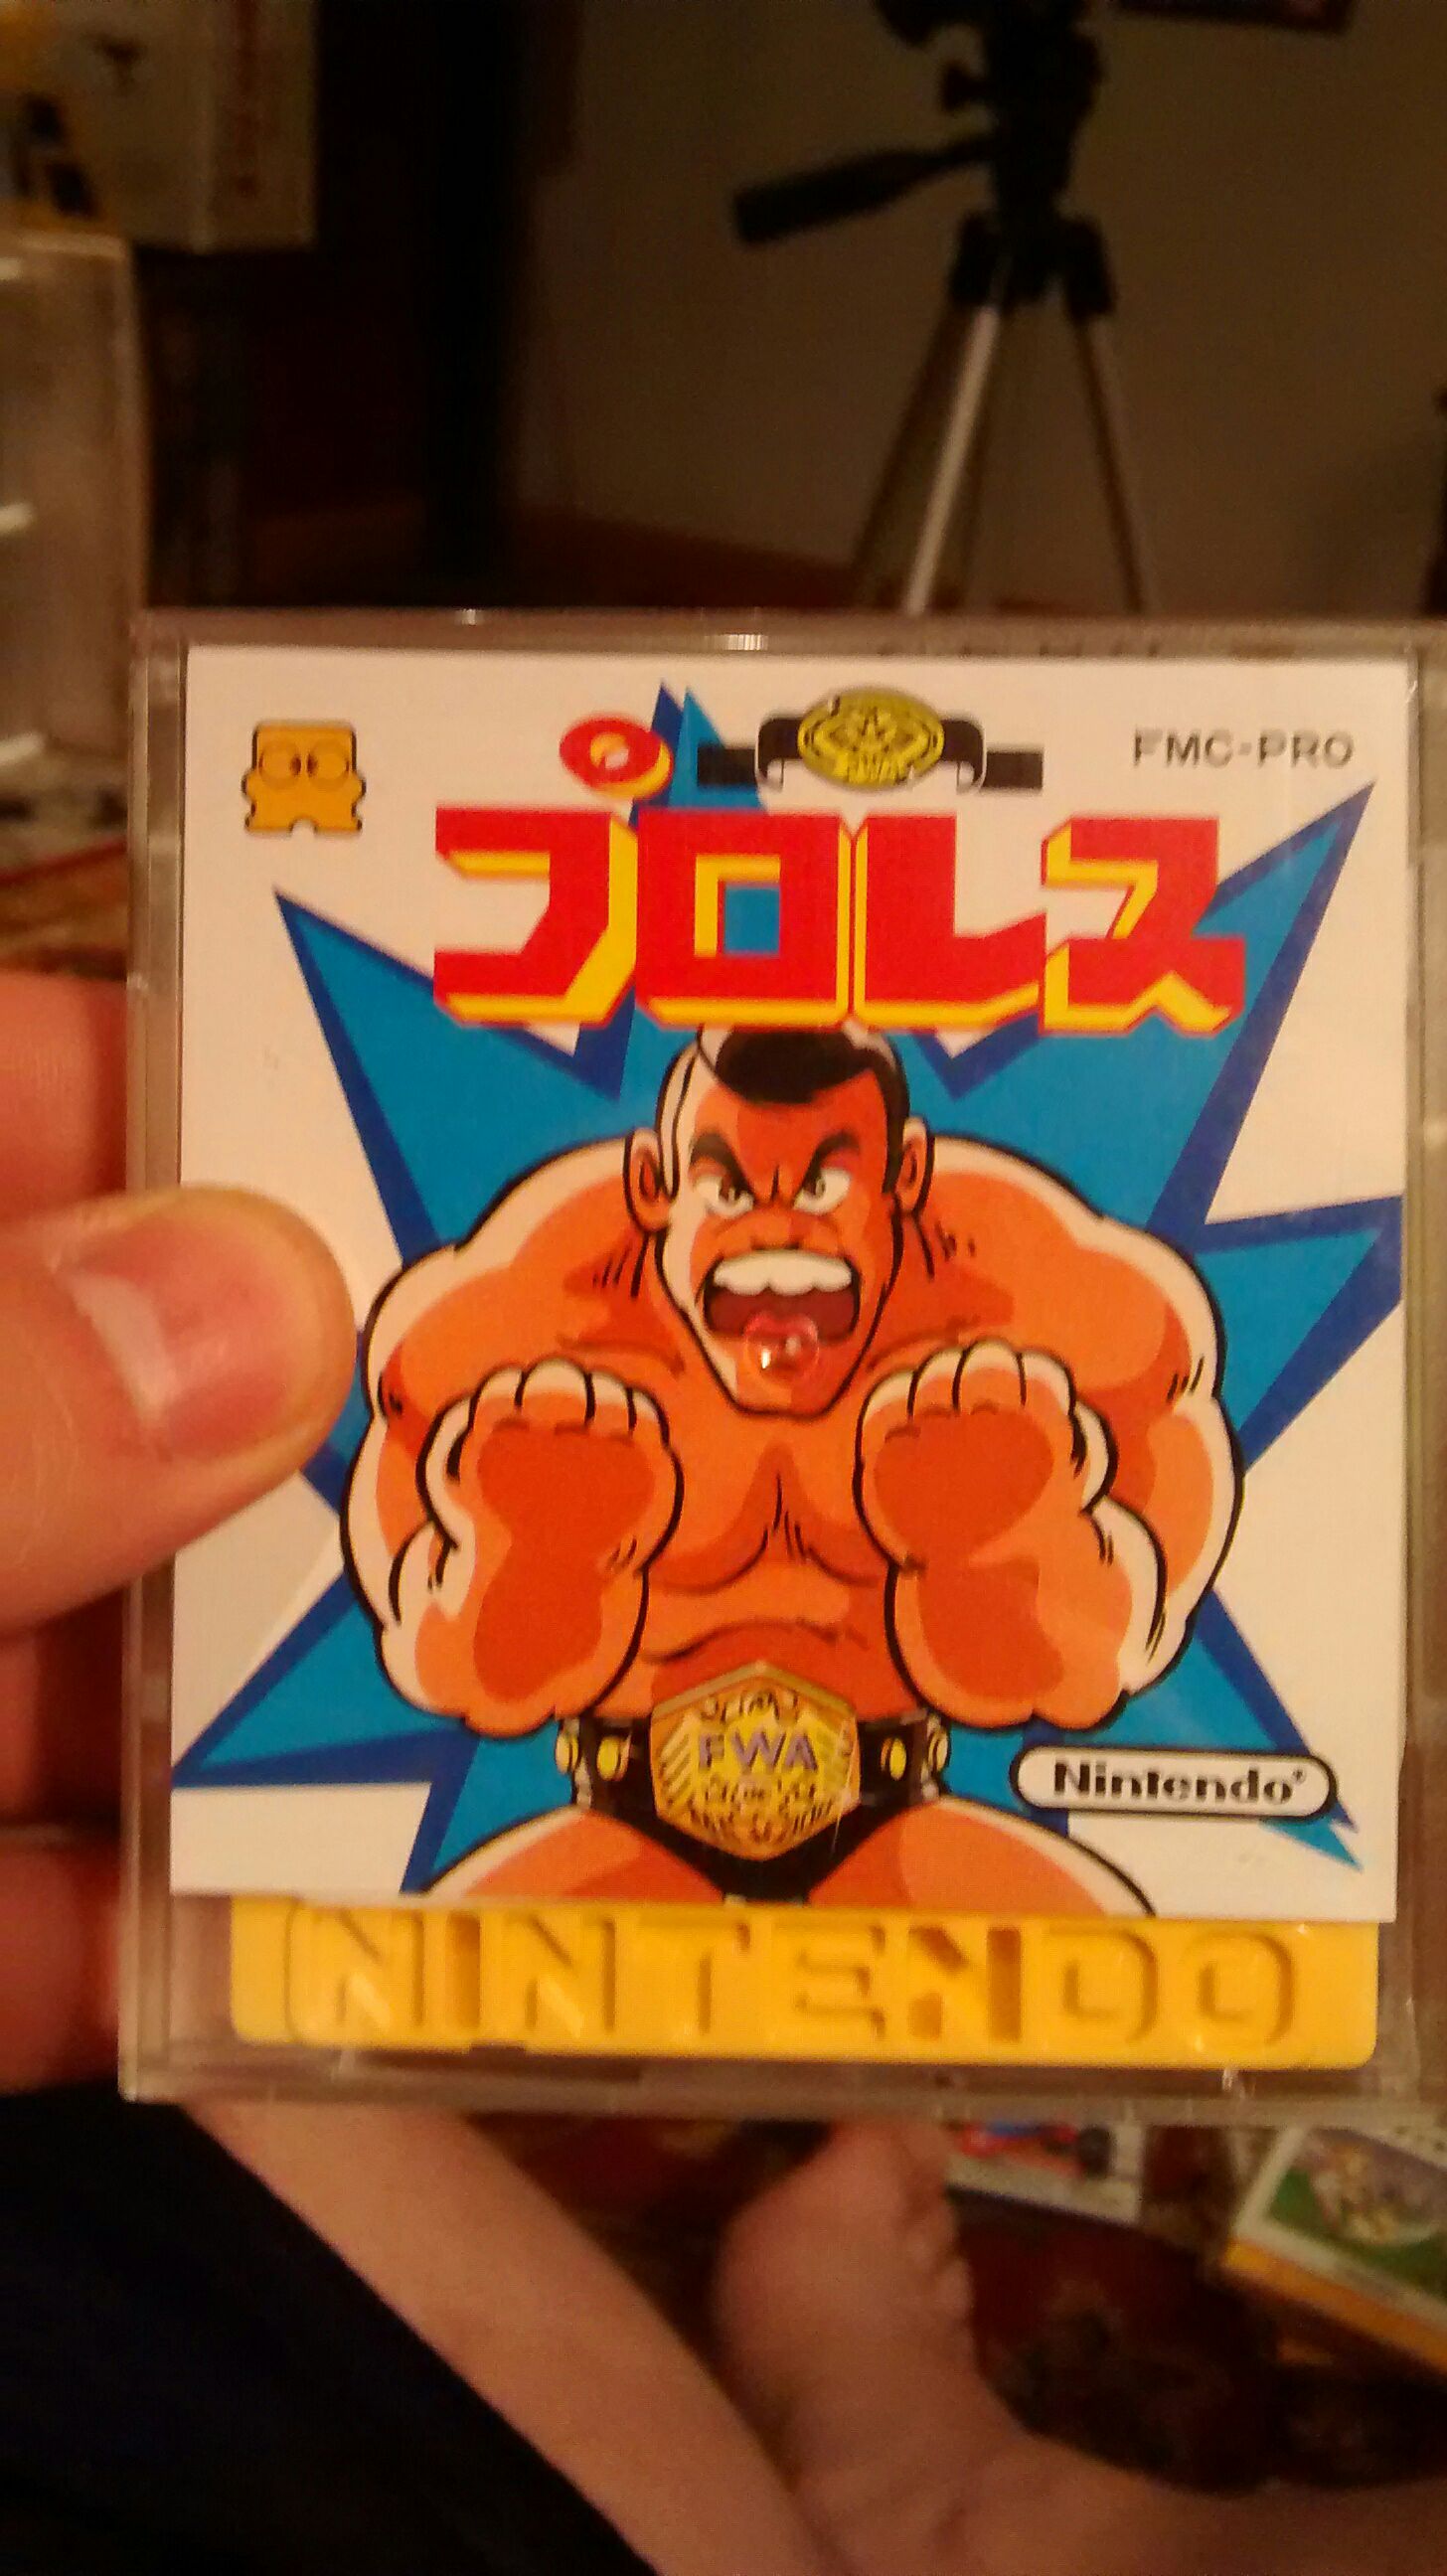 FMC-PRO
プロレス
FWA
Nintendo®
NINTENDO